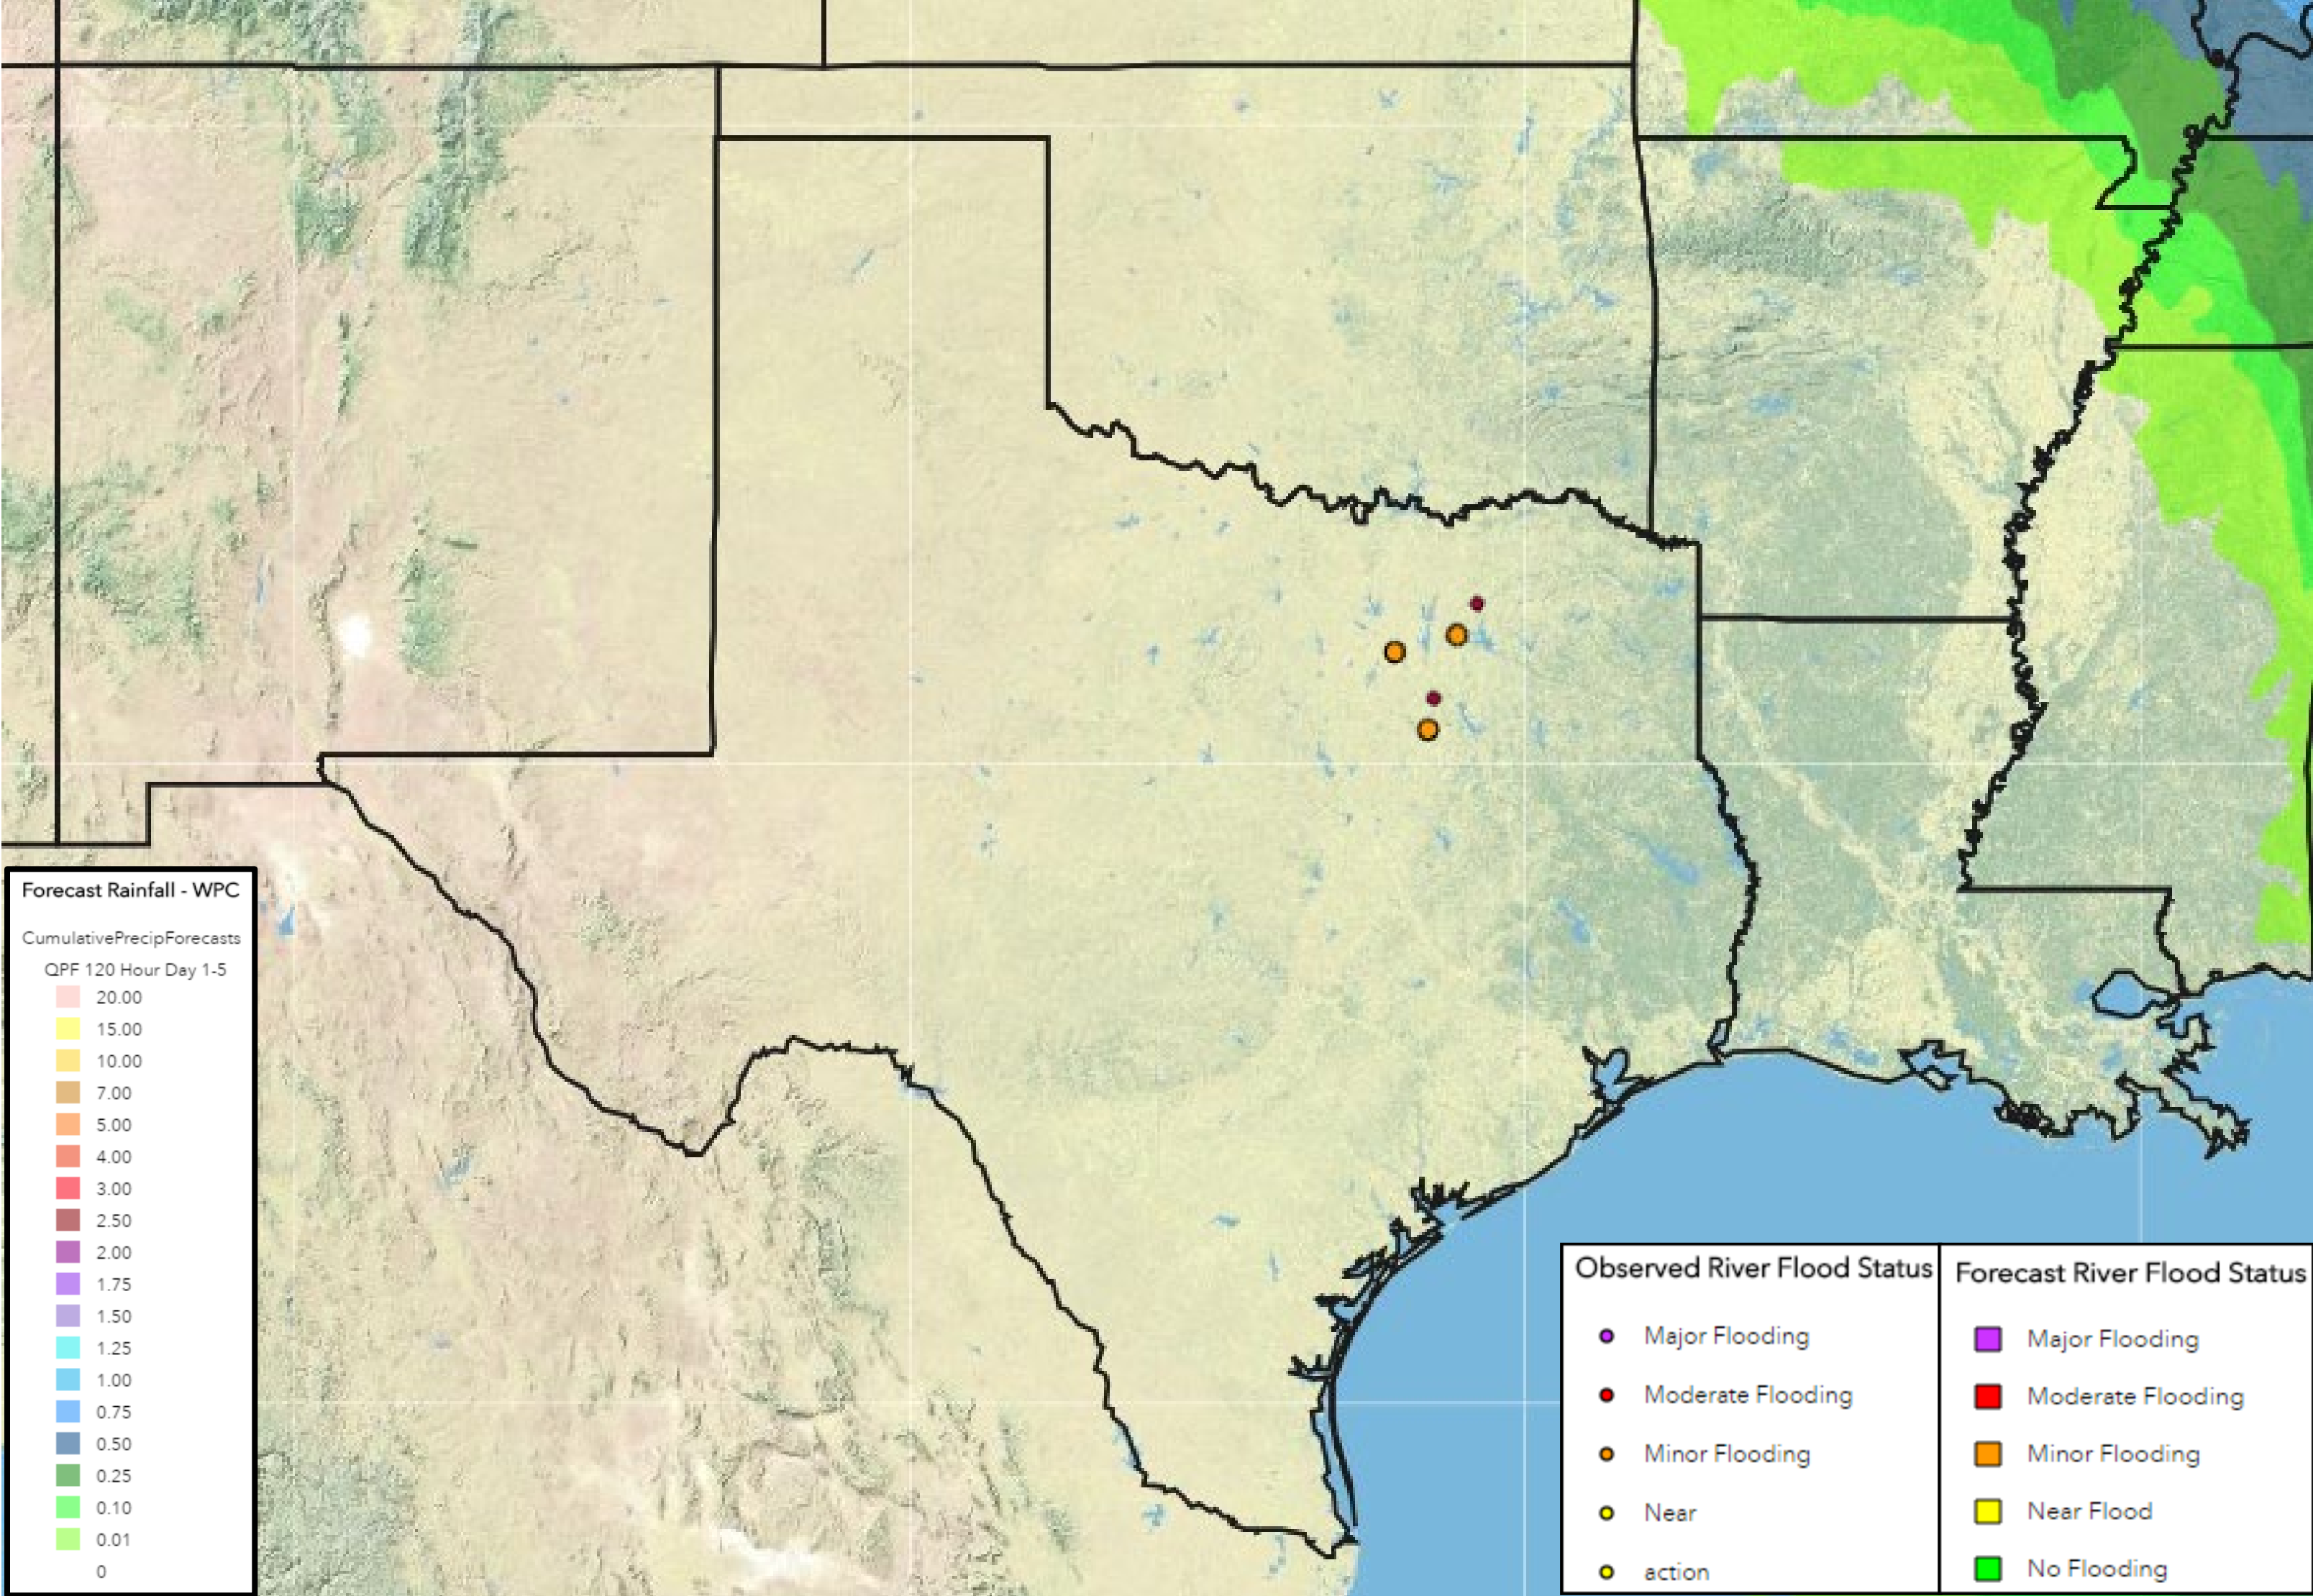 Forecast Rainfall - WPC
CumulativePrecipForecasts
QPF 120 Hour Day 1-5
20.00
15.00
10.00
7.00
5.00
4.00
3.00
2.50
2.00
1.75
1.50
1.25
1.00
0.75
0.50
0.25
0.10
0.01
0
Observed River Flood Status
Major Flooding
Moderate Flooding
Minor Flooding
Near
action
Forecast River Flood Status
Major Flooding
Moderate Flooding
Minor Flooding
Near Flood
No Flooding